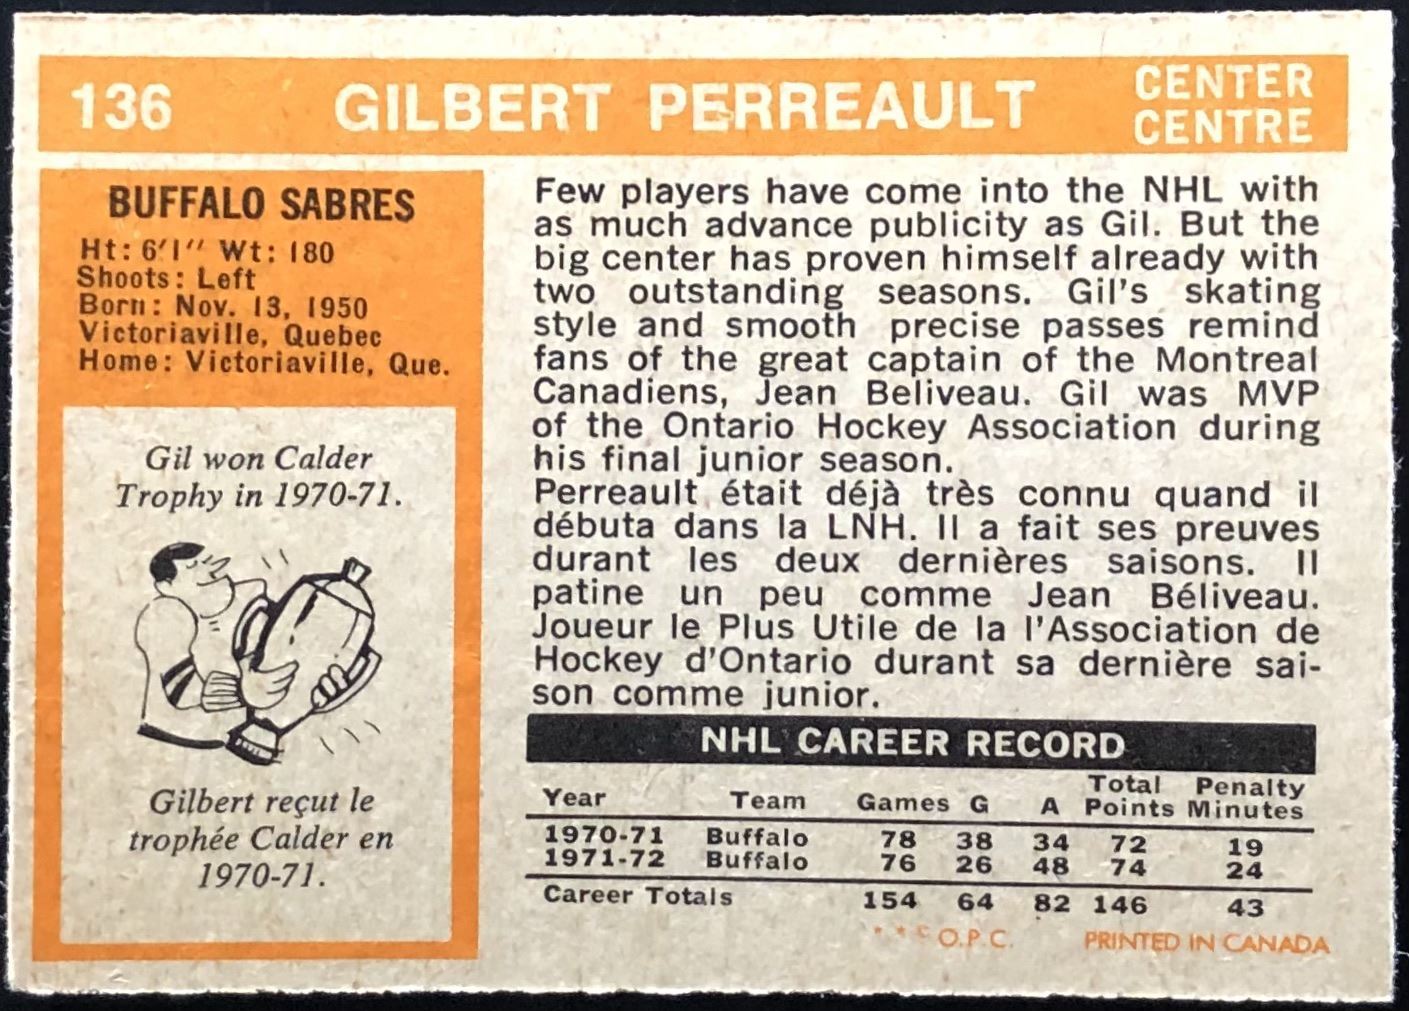 136 GILBERT PERREAULT CENTER
CENTRE
BUFFALO SABRES
Ht: 6'1" Wt: 180
Shoots: Left
Born: Nov. 13, 1950
Victoriaville, Quebec
Home: Victoriaville, Que.
Gil won Calder
Trophy in 1970-71.
Gilbert reçut le
trophée Calder en
1970-71.
Few players have come into the NHL with
as much advance publicity as Gil. But the
big center has proven himself already with
two outstanding seasons. Gil's skating
style and smooth precise passes remind
fans of the great captain of the Montreal
Canadiens, Jean Beliveau. Gil was MVP
of the Ontario Hockey Association during
his final junior season.
Perreault était déjà très connu quand il
débuta dans la LNH. Il a fait ses preuves
durant les deux dernières saisons. Il
patine un peu comme Jean Béliveau.
Joueur le Plus Utile de la l'Association de
Hockey d'Ontario durant sa dernière sai-
son comme junior.
NHL CAREER RECORD
Year Team Games G A Total Points Penalty Minutes
1970-71 Buffalo 78 38 34 72 19
1971-72 Buffalo 76 26 48 74 24
Career Totals 154 64 82 146 43
* * © O.P.C. PRINTED IN CANADA